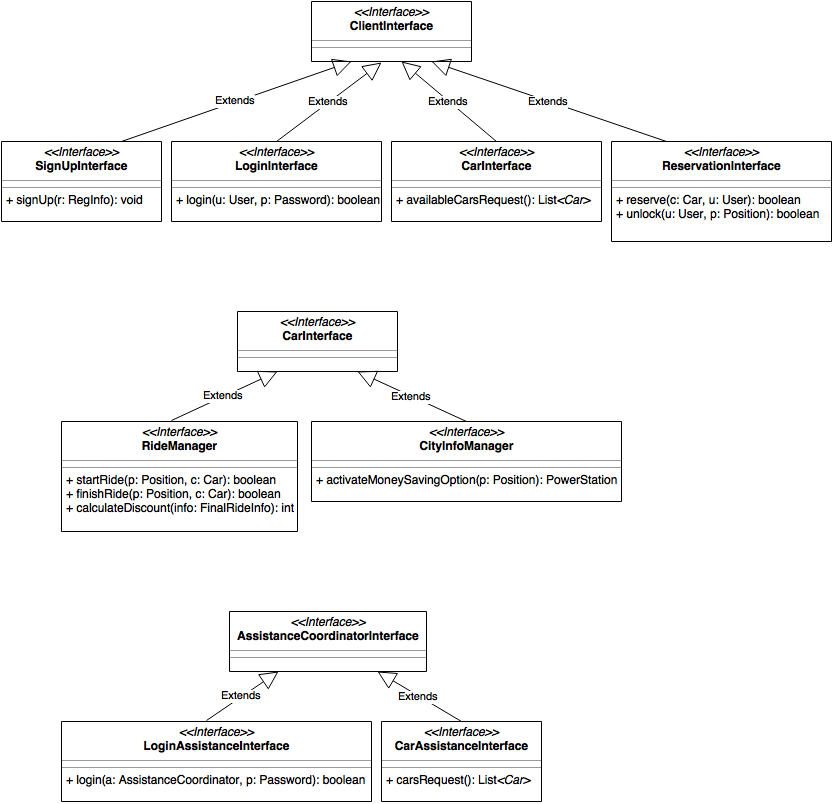 <<Interface>>
ClientInterface
Extends
Extends
Extends
Extends
<<Interface>>
SignUpInterface
+ signUp(r: RegInfo): void
<<Interface>>
LoginInterface
+ login(u: User, p: Password): boolean
<<Interface>>
CarInterface
+ availableCarsRequest(): List<Car>
<<Interface>>
ReservationInterface
+ reserve(c: Car, u: User): boolean
+ unlock(u: User, p: Position): boolean
<<Interface>>
CarInterface
Extends
Extends
<<Interface>>
RideManager
+ startRide(p: Position, c: Car): boolean
+ finishRide(p: Position, c: Car): boolean
+ calculateDiscount(info: FinalRideInfo): int
<<Interface>>
CityInfoManager
+ activateMoneySavingOption(p: Position): PowerStation
<<Interface>>
AssistanceCoordinatorInterface
Extends
Extends
<<Interface>>
LoginAssistanceInterface
+ login(a: AssistanceCoordinator, p: Password): boolean
<<Interface>>
CarAssistanceInterface
+ carsRequest(): List<Car>